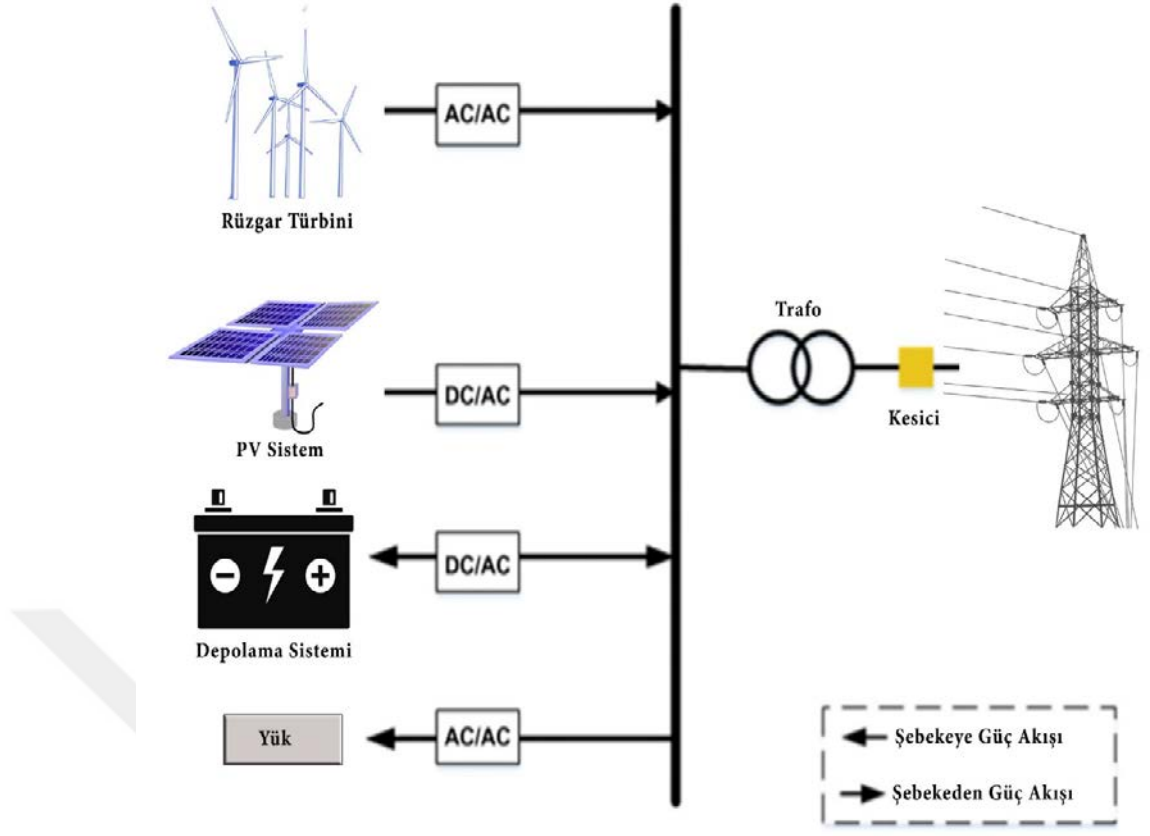 AC/AC
Rüzgar Türbini
Trafo
DC/AC
Kesici
PV Sistem
DC/AC
Depolama Sistemi
Yük
AC/AC
Şebekeye Güç Akışı
Şebekeden Güç Akışı